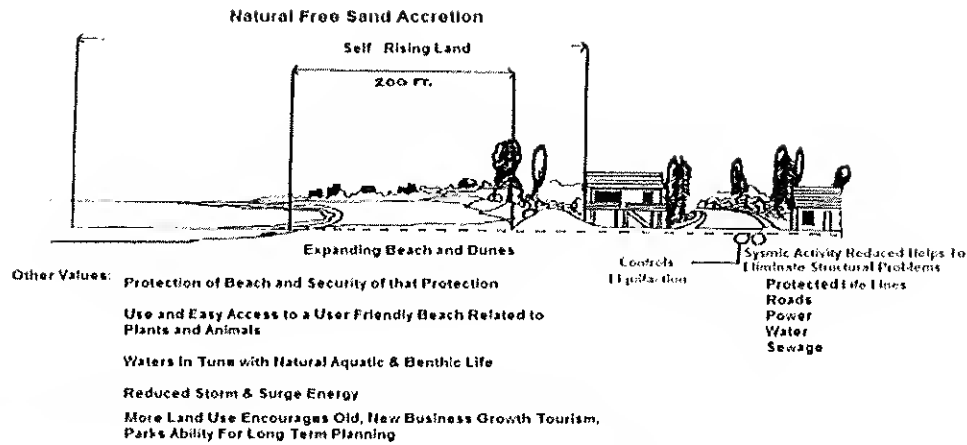 Natural Free Sand Accretion
Self Rising Land
200 FT.
Expanding Beach and Dunes
Controls
Liquifaction
Sysmic Activity Reduced Helps To
Eliminate Structural Problems
Protected Life Lines
Roads
Power
Water
Sewage
Other Values:
Protection of Beach and Security of that Protection
Use and Easy Access to a User Friendly Beach Related to
Plants and Animals
Waters In Tune with Natural Aquatic & Benthic Life
Reduced Storm & Surge Energy
More Land Use Encourages Old, New Business Growth Tourism,
Parks Ability For Long Term Planning